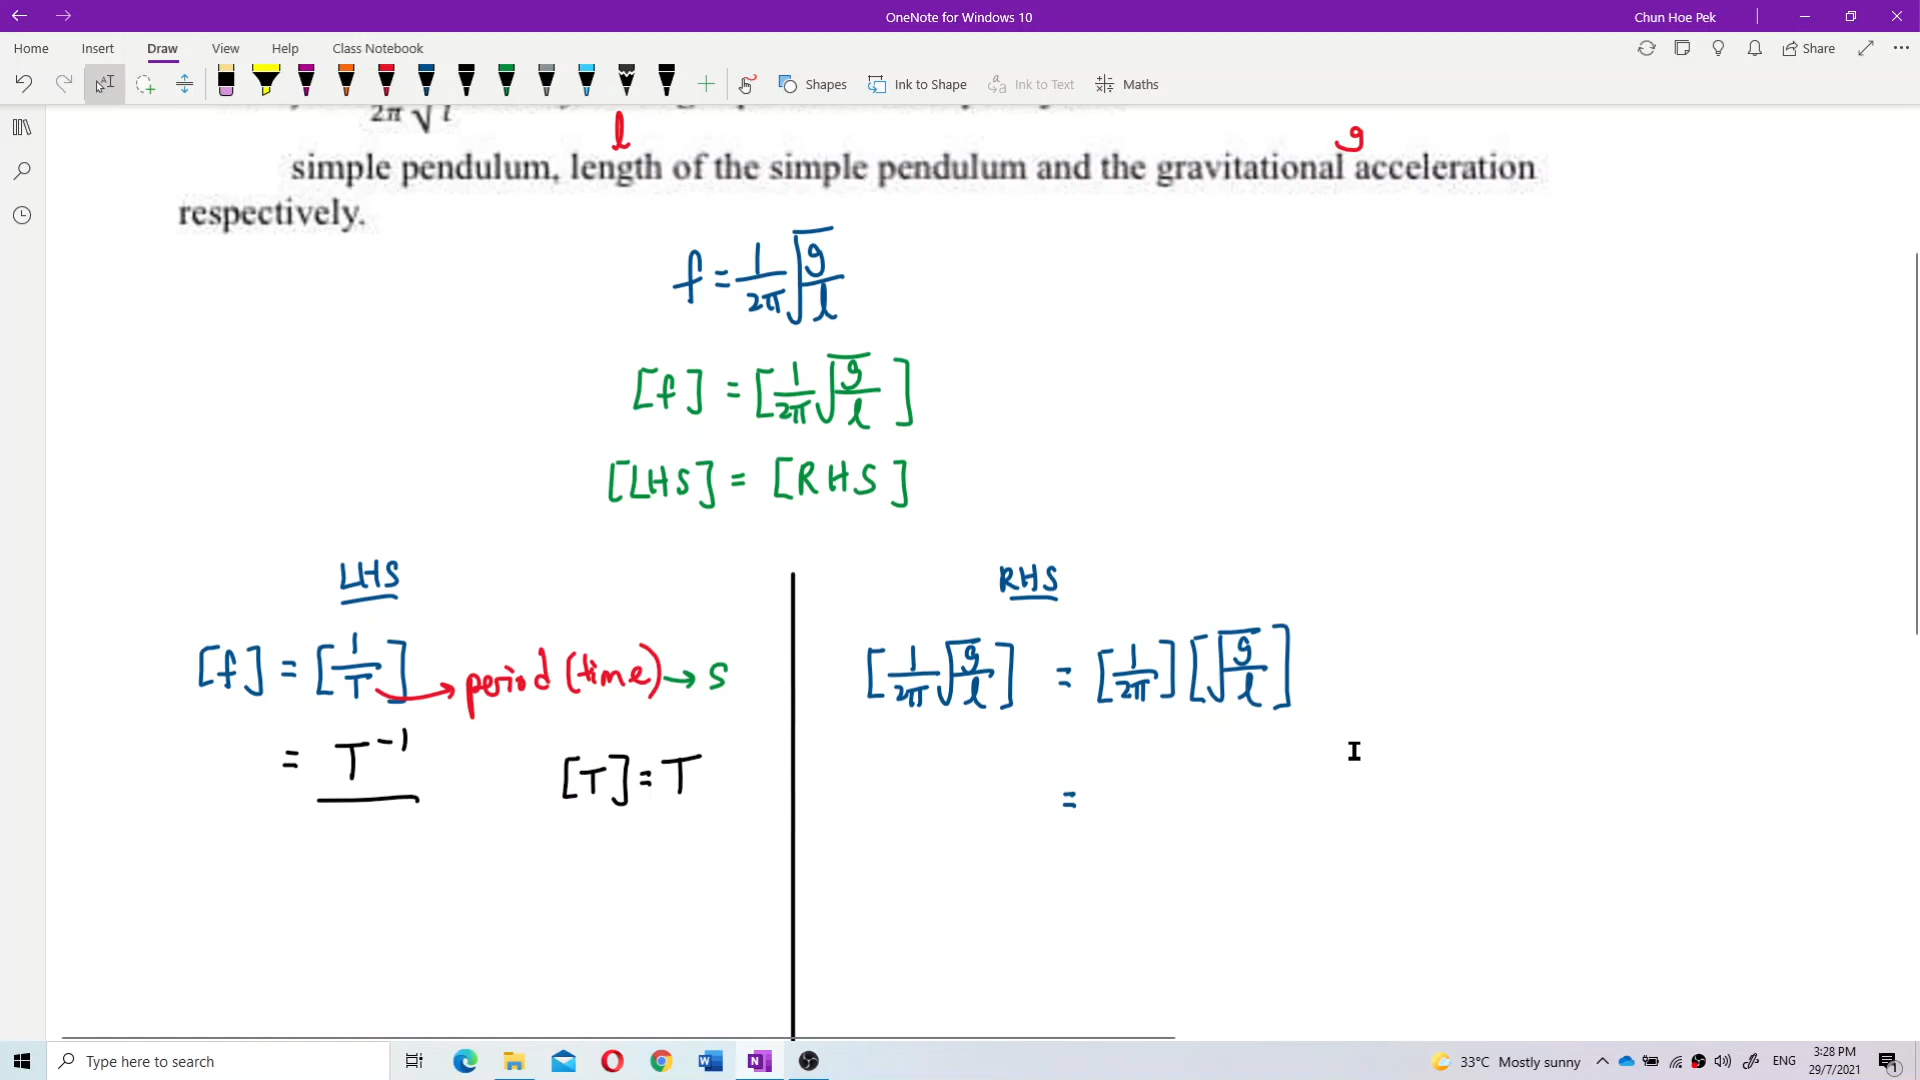 OneNote for Windows 10
Chun Hoe Pek
Home Insert Draw View Help Class Notebook
Share
Shapes Ink to Shape Ink to Text Maths
2π √ l
l
g
simple pendulum, length of the simple pendulum and the gravitational acceleration
respectively.
f = 1/2π √g/l
[f] = [1/2π √g/l]
[LHS] = [RHS]
LHS
[f] = [1/T] → period (time) → s
= T⁻¹
[T] = T
RHS
[1/2π √g/l] = [1/2π] [√g/l]
=
Type here to search
33°C Mostly sunny
ENG
3:28 PM
29/7/2021
1